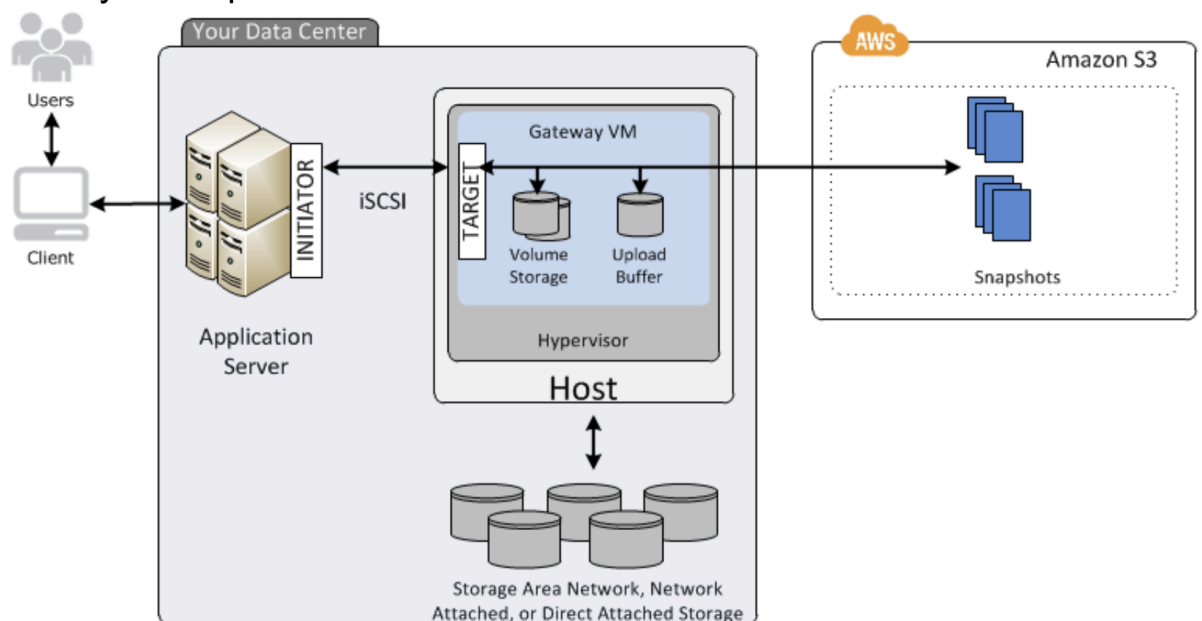 Your Data Center
AWS
Amazon S3
Users
Gateway VM
INITIATOR
iSCSI
TARGET
Volume
Storage
Upload
Buffer
Client
Snapshots
Application
Server
Hypervisor
Host
Storage Area Network, Network
Attached, or Direct Attached Storage